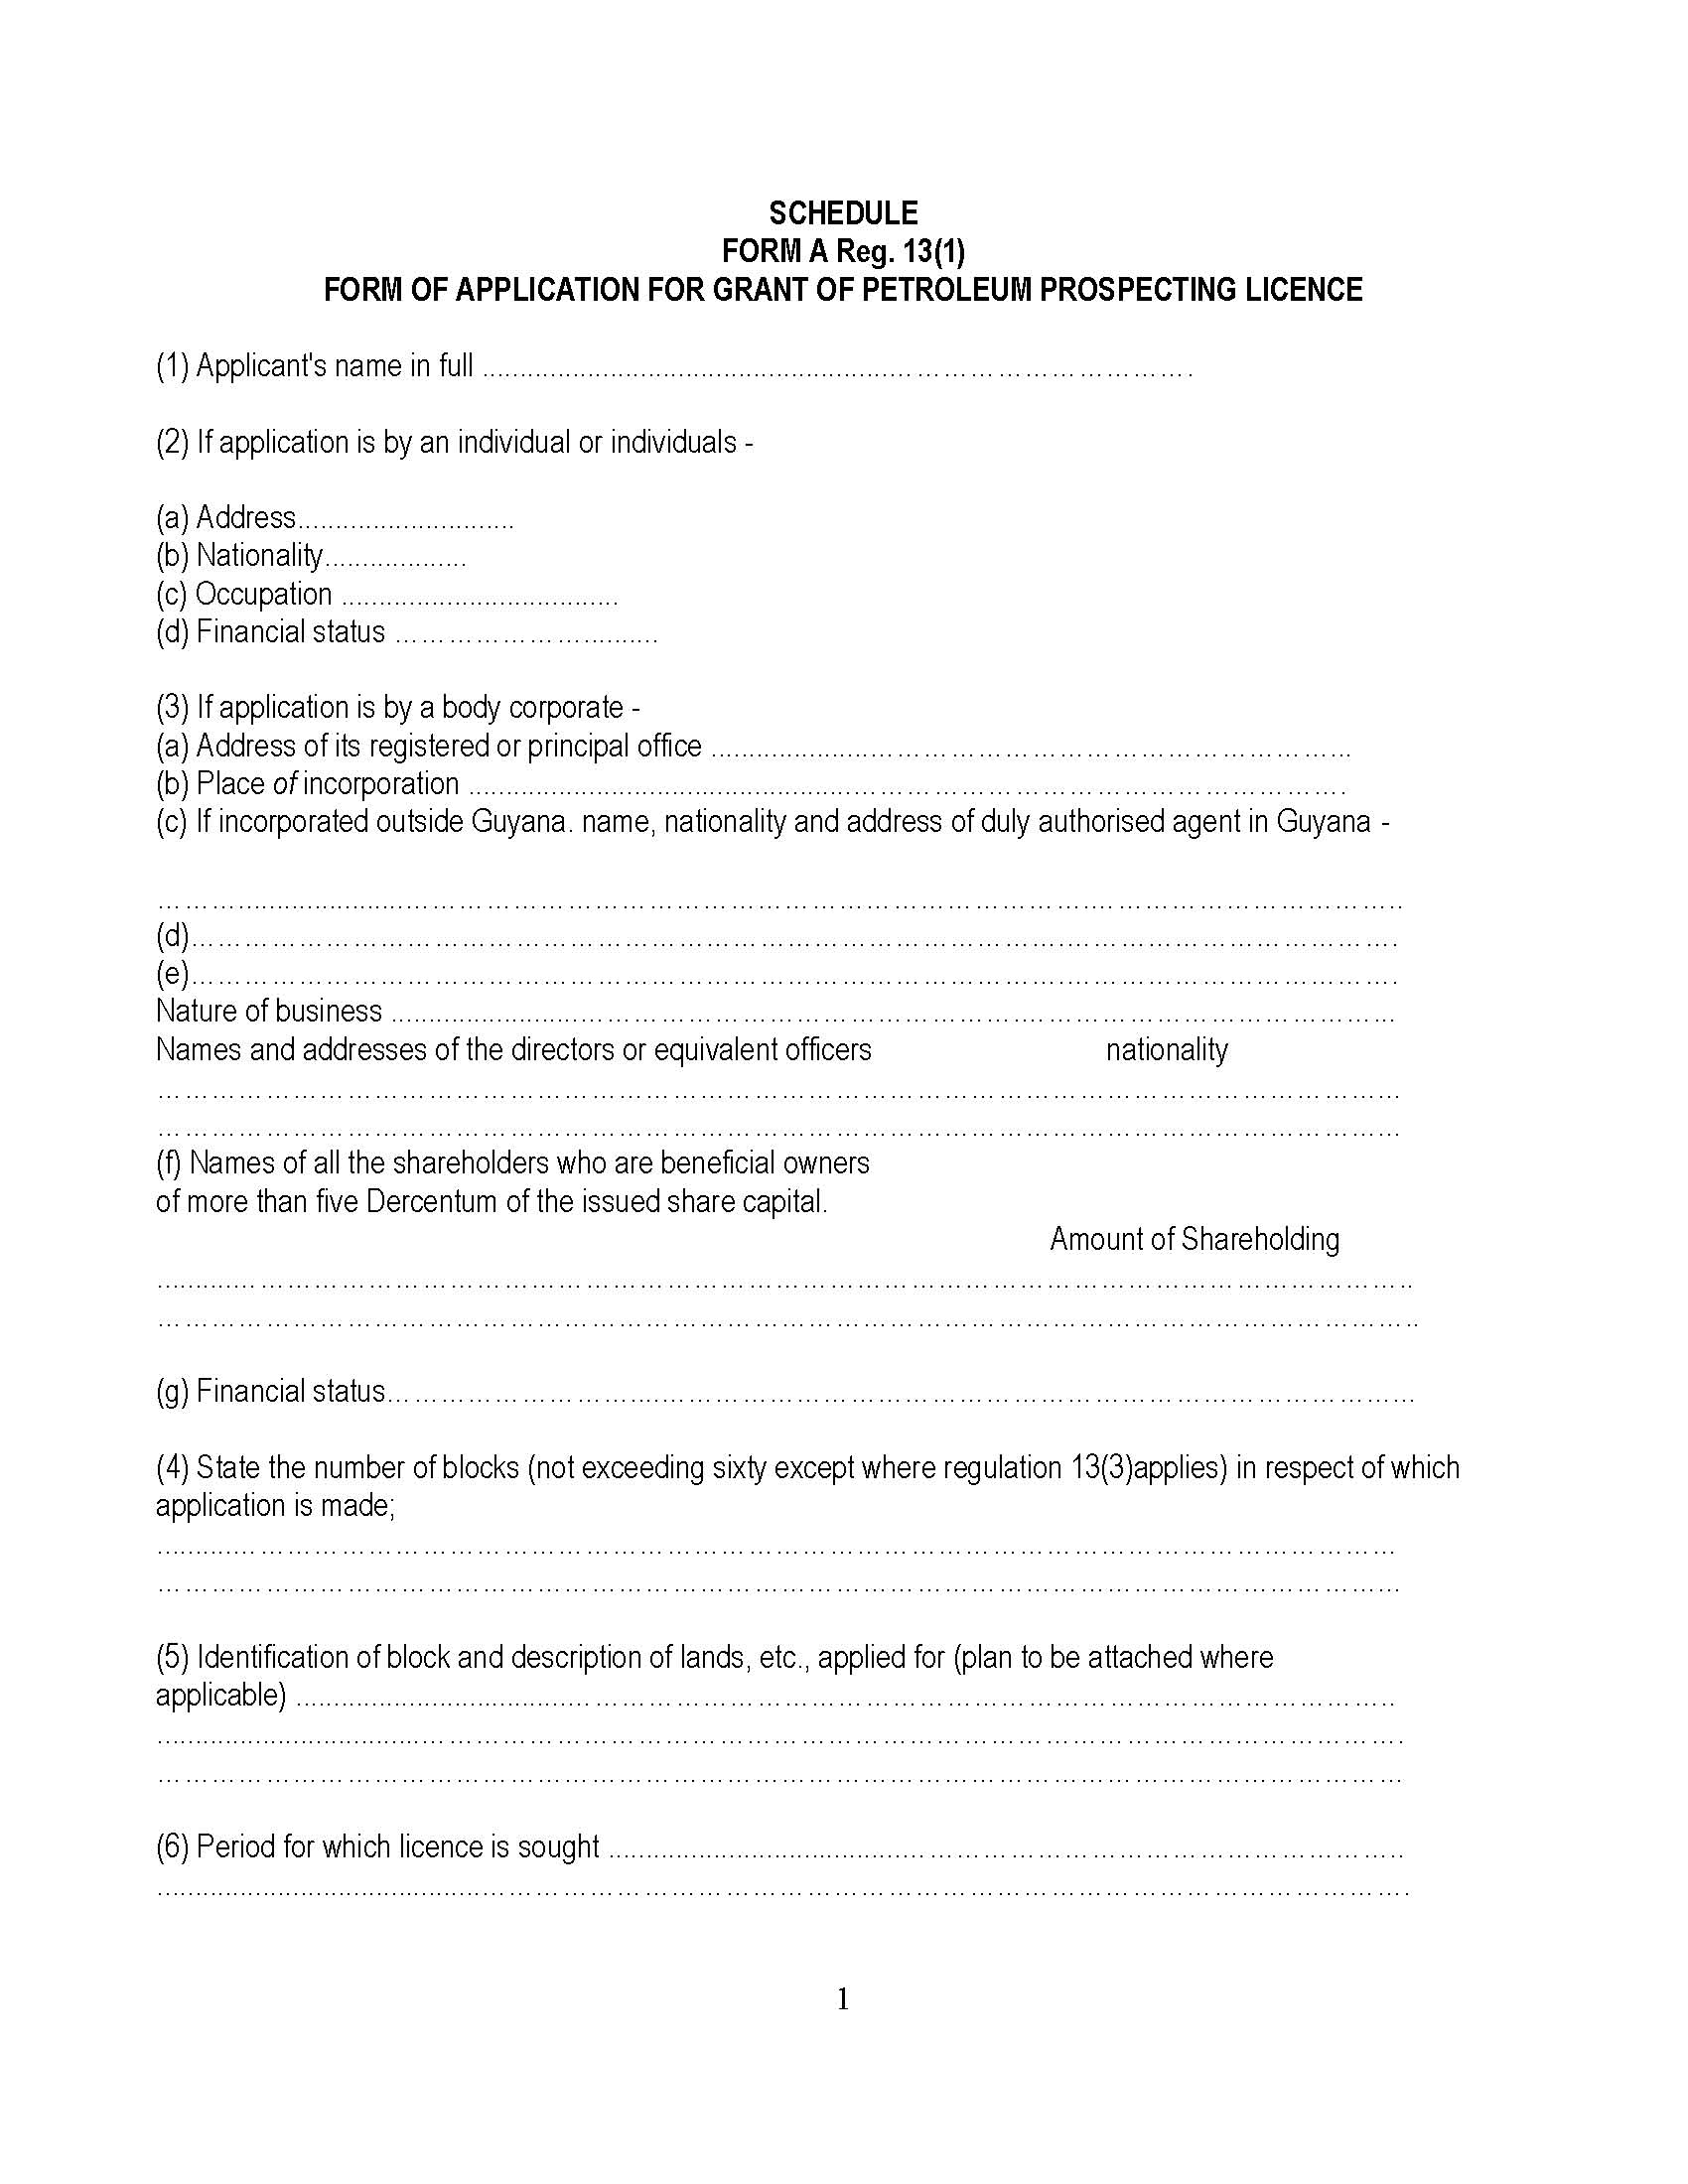 SCHEDULE
FORM A Reg. 13(1)
FORM OF APPLICATION FOR GRANT OF PETROLEUM PROSPECTING LICENCE
(1) Applicant's name in full ..........................................................………………………….
(2) If application is by an individual or individuals -
(a) Address.............................
(b) Nationality...................
(c) Occupation .....................................
(d) Financial status …………………..........
(3) If application is by a body corporate -
(a) Address of its registered or principal office .....................………………………………………………...
(b) Place of incorporation ....................................................……………………………………………….
(c) If incorporated outside Guyana. name, nationality and address of duly authorised agent in Guyana -
………......................………………………………………………………………….……………………………..
(d)…………………………………………………………………………………….……………………………….
(e)…………………………………………………………………………………….……………………………….
Nature of business .........................……………………………………….……………………………………
Names and addresses of the directors or equivalent officers nationality
…………………………………………………………………………………………………………………………
…………………………………………………………………………………………………………………………
(f) Names of all the shareholders who are beneficial owners
of more than five Dercentum of the issued share capital.
Amount of Shareholding
..........………………………………………………………………………………………………………………..
…………………………………………………………………………………………………………………………..
(g) Financial status………………………....…………………………………………………………………………
(4) State the number of blocks (not exceeding sixty except where regulation 13(3)applies) in respect of which
application is made;
..........………………………………………………………………………………………………………………
…………………………………………………………………………………………………………………………
(5) Identification of block and description of lands, etc., applied for (plan to be attached where
applicable) .....................................……………………………………………………………………………..
...................................……………………………………………………………………………………………….
…………………………………………………………………………………………………………………………
(6) Period for which licence is sought .........................................……………………………………………..
...........................................……………………………………………………………………………………….
1